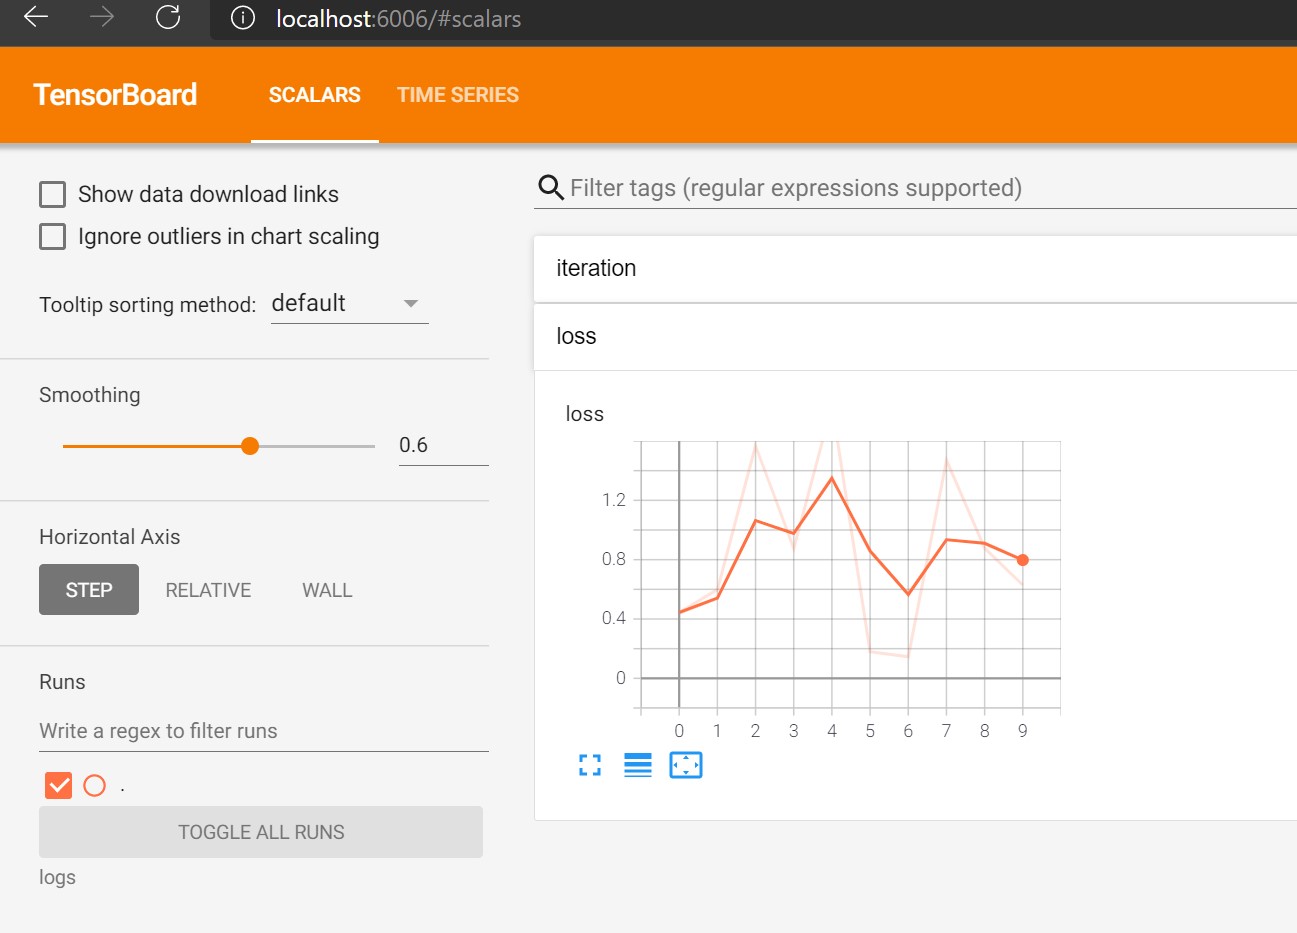 localhost:6006/#scalars
TensorBoard SCALARS TIME SERIES
Show data download links
Ignore outliers in chart scaling
Tooltip sorting method: default
Smoothing
0.6
Horizontal Axis
STEP RELATIVE WALL
Runs
Write a regex to filter runs
.
TOGGLE ALL RUNS
logs
Filter tags (regular expressions supported)
iteration
loss
loss
1.2
0.8
0.4
0
0 1 2 3 4 5 6 7 8 9